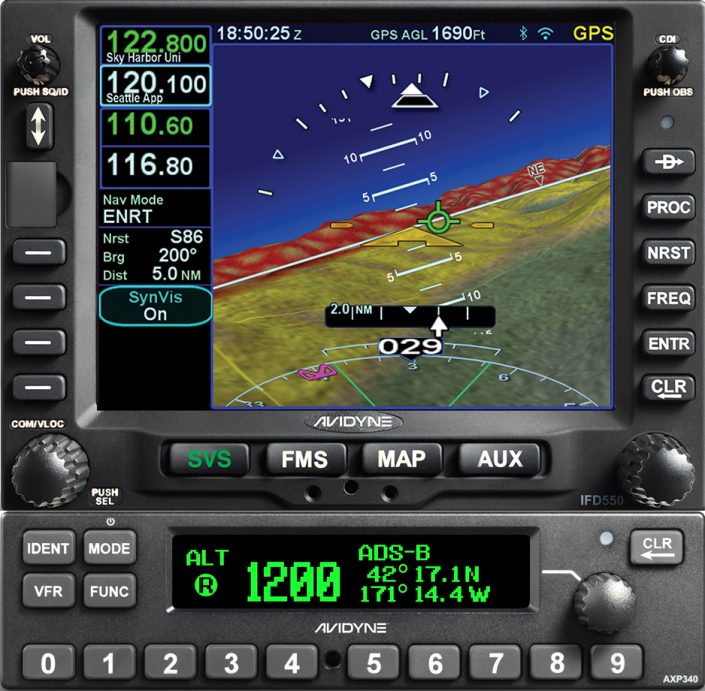 VOL
PUSH SQ/ID
122.800
Sky Harbor Uni
120.100
Seattle App
110.60
116.80
Nav Mode
ENRT
Nrst S86
Brg 200°
Dist 5.0 NM
SynVis
On
18:50:25 Z GPS AGL 1690Ft GPS
10 10
5 5
NE
5 5
10
2.0 NM
029
33 3 6
CDI
PUSH OBS
D
PROC
NRST
FREQ
ENTR
CLR
COM/VLOC
PUSH
SEL
AVIDYNE
SVS FMS MAP AUX
IFD550
IDENT MODE
VFR FUNC
ALT
R
1200
ADS-B
42° 17.1N
171° 14.4W
CLR
AVIDYNE
0 1 2 3 4 5 6 7 8 9
AXP340